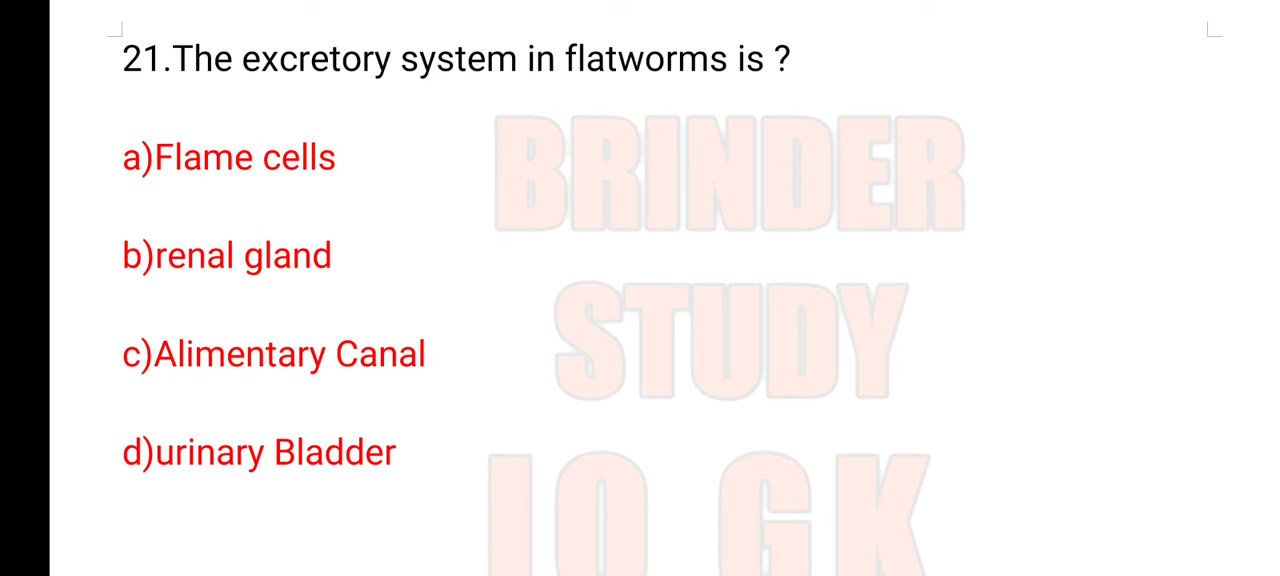 21.The excretory system in flatworms is ?
a)Flame cells
b)renal gland
c)Alimentary Canal
d)urinary Bladder
BRINDER
STUDY
IQ GK